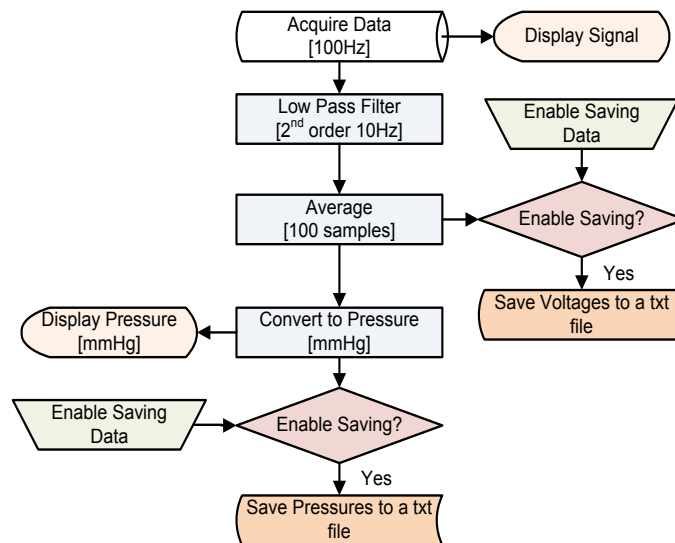 Acquire Data
[100Hz]
Display Signal
Low Pass Filter
[2nd order 10Hz]
Enable Saving
Data
Average
[100 samples]
Enable Saving?
Yes
Save Voltages to a txt
file
Display Pressure
[mmHg]
Convert to Pressure
[mmHg]
Enable Saving
Data
Enable Saving?
Yes
Save Pressures to a txt
file